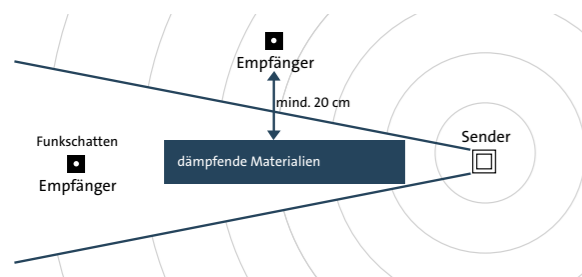 Empfänger
mind. 20 cm
Sender
Funkschatten
dämpfende Materialien
Empfänger